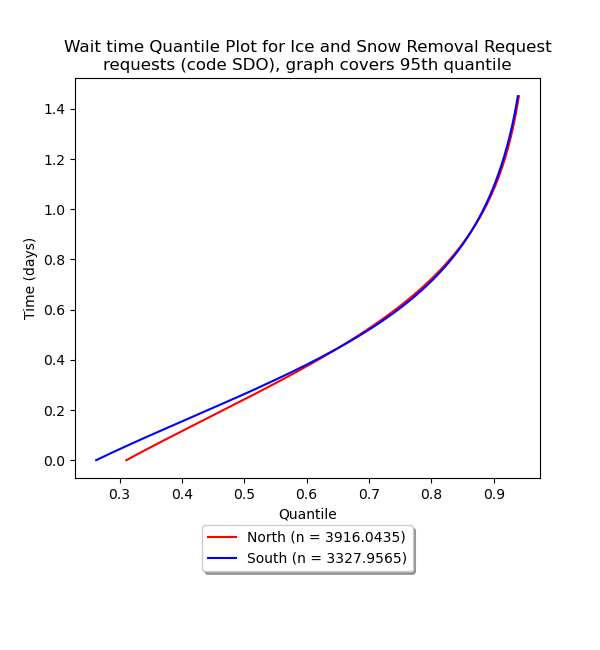 Wait time Quantile Plot for Ice and Snow Removal Request
requests (code SDO), graph covers 95th quantile
1.4
1.2
1.0
0.8
0.6
0.4
0.2
0.0
Time (days)
0.3 0.4 0.5 0.6 0.7 0.8 0.9
Quantile
North (n = 3916.0435)
South (n = 3327.9565)